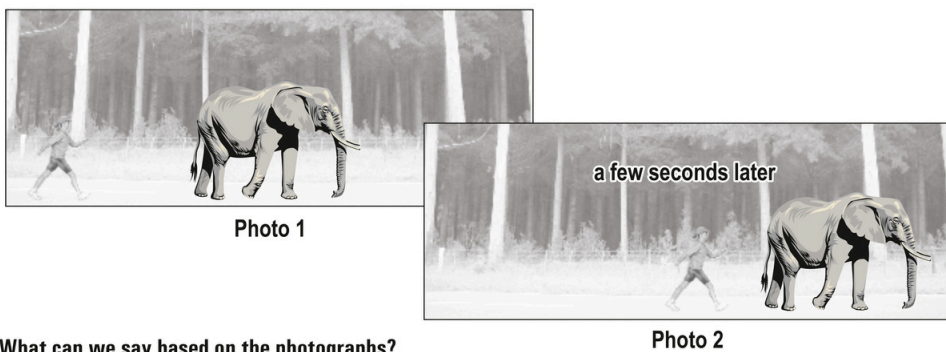 Photo 1
a few seconds later
Photo 2
What can we say based on the photographs?